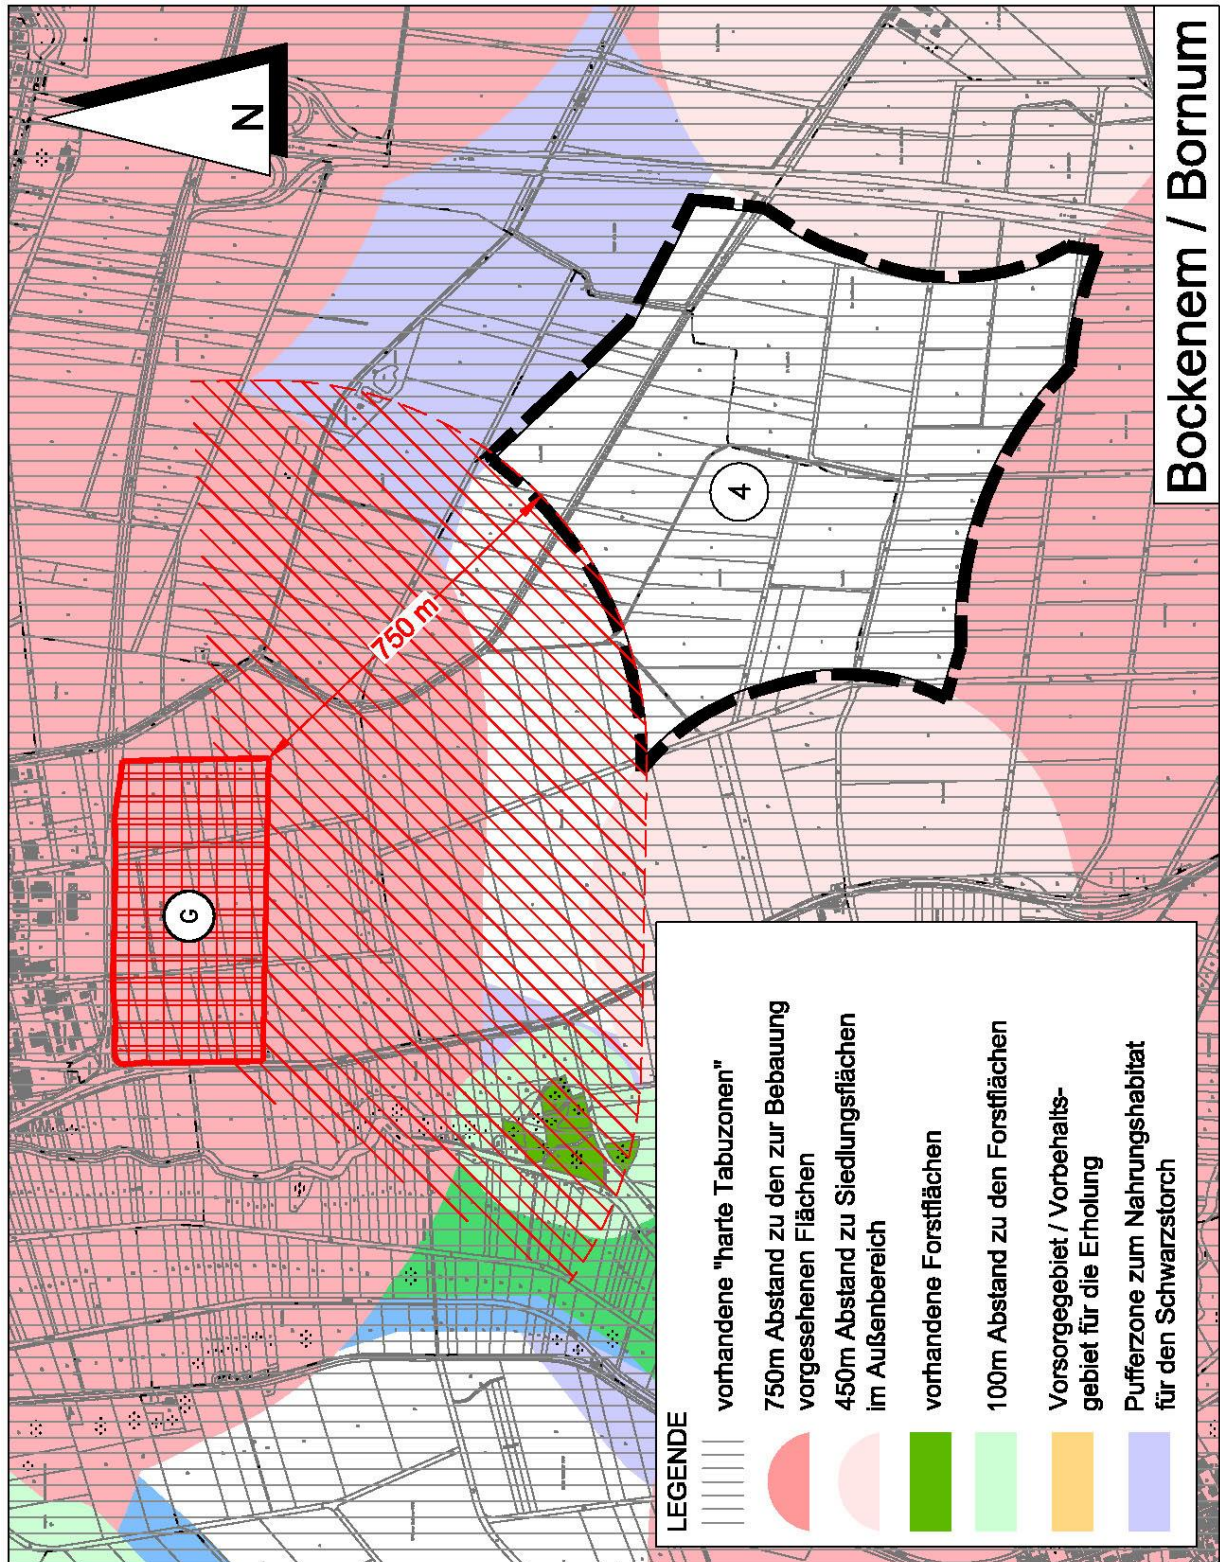 N
G
750 m
4
LEGENDE
vorhandene "harte Tabuzonen"
750m Abstand zu den zur Bebauung
vorgesehenen Flächen
450m Abstand zu Siedlungsflächen
im Außenbereich
vorhandene Forstflächen
100m Abstand zu den Forstflächen
Vorsorgegebiet / Vorbehalts-
gebiet für die Erholung
Pufferzone zum Nahrungshabitat
für den Schwarzstorch
Bockenem / Bornum